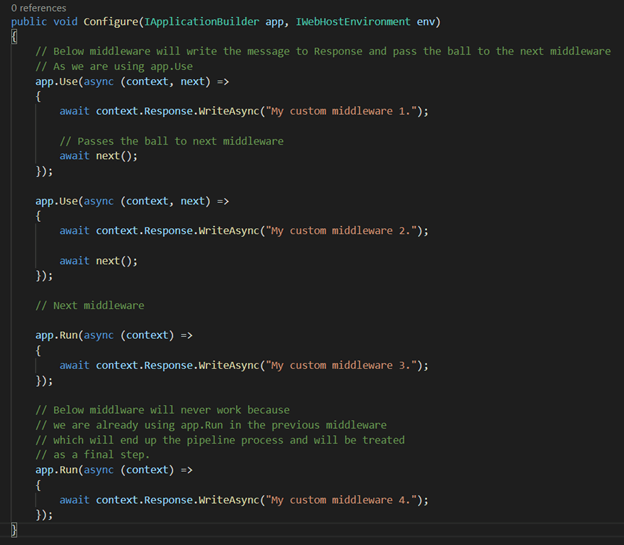 0 references
public void Configure(IApplicationBuilder app, IWebHostEnvironment env)
{
// Below middleware will write the message to Response and pass the ball to the next middleware
// As we are using app.Use
app.Use(async (context, next) =>
{
await context.Response.WriteAsync("My custom middleware 1.");
// Passes the ball to next middleware
await next();
});
app.Use(async (context, next) =>
{
await context.Response.WriteAsync("My custom middleware 2.");
await next();
});
// Next middleware
app.Run(async (context) =>
{
await context.Response.WriteAsync("My custom middleware 3.");
});
// Below middlware will never work because
// we are already using app.Run in the previous middleware
// which will end up the pipeline process and will be treated
// as a final step.
app.Run(async (context) =>
{
await context.Response.WriteAsync("My custom middleware 4.");
});
}